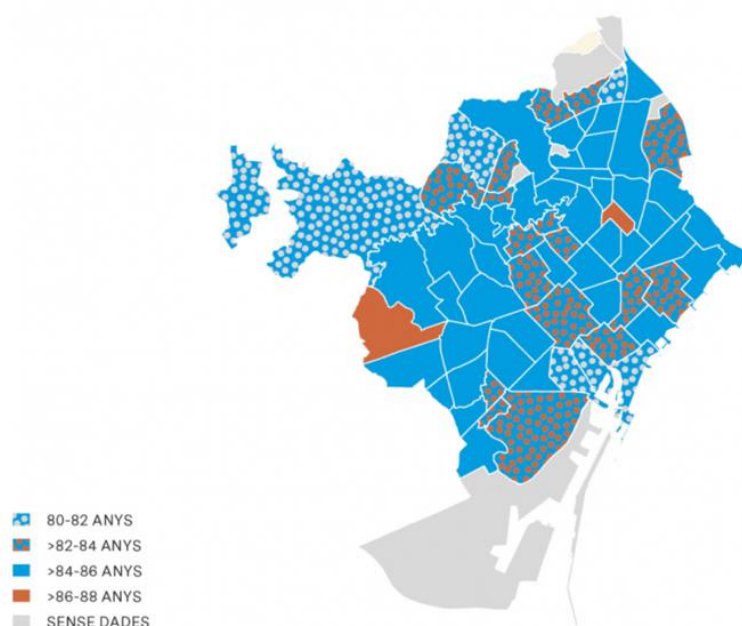 80-82 ANYS
>82-84 ANYS
>84-86 ANYS
>86-88 ANYS
SENSE DADES